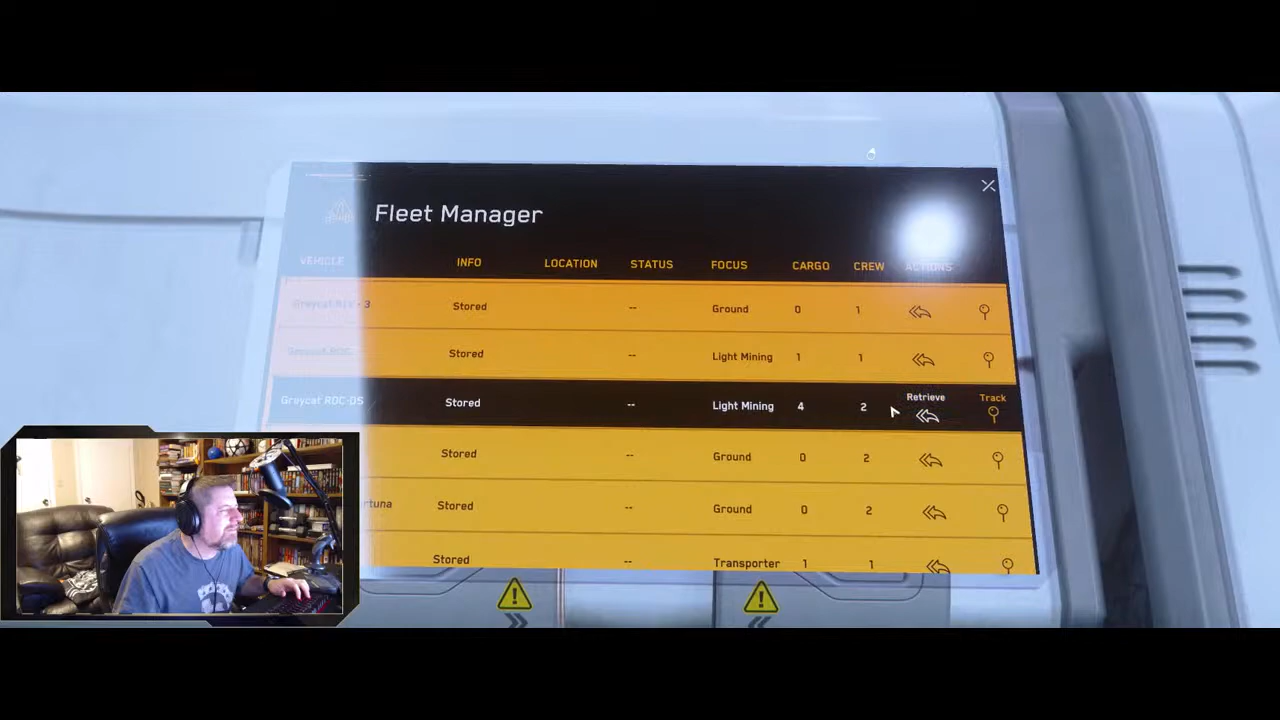 Fleet Manager
VEHICLE INFO LOCATION STATUS FOCUS CARGO CREW ACTIONS
- 3 Stored -- Ground 0 1
Stored -- Light Mining 1 1
Greycat ROC-DS Stored -- Light Mining 4 2 Retrieve Track
Stored -- Ground 0 2
Stored -- Ground 0 2
Stored -- Transporter 1 1